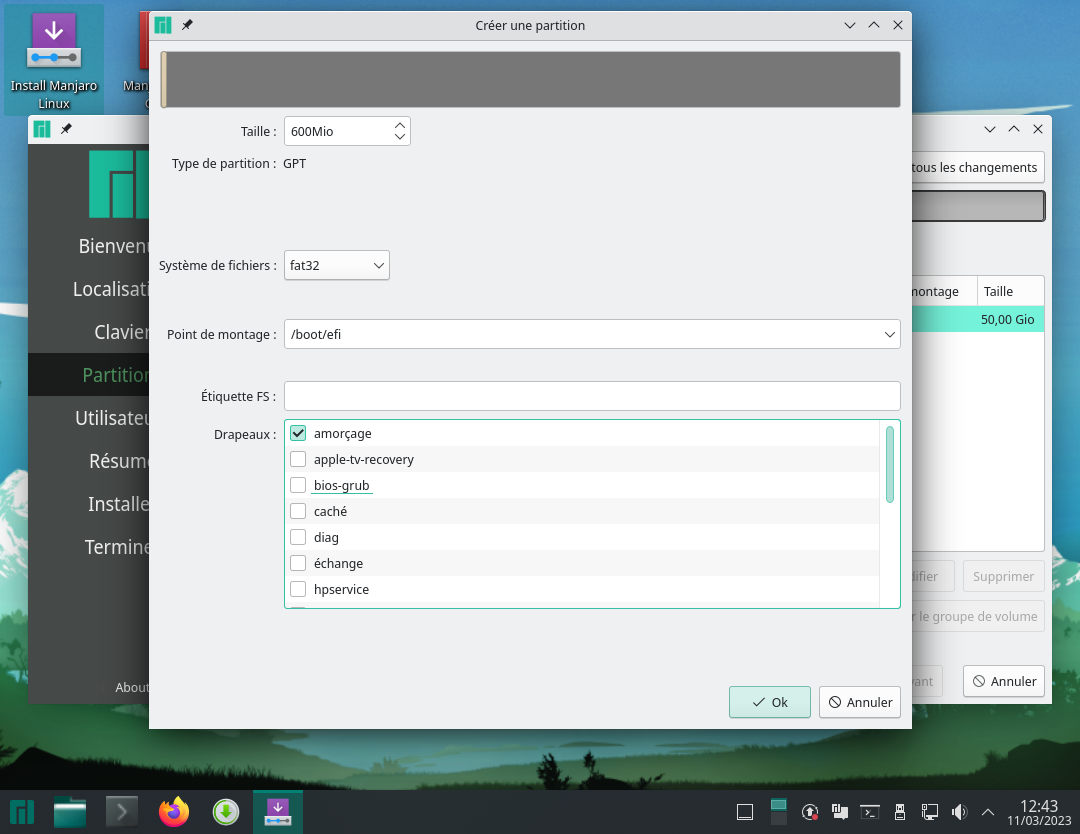 Install Manjaro
Linux
Man
Créer une partition
Taille :
600Mio
Type de partition :
GPT
Système de fichiers :
fat32
Point de montage :
/boot/efi
Étiquette FS :
Drapeaux :
amorçage
apple-tv-recovery
bios-grub
caché
diag
échange
hpservice
Ok
Annuler
Bienvenu
Localisati
Clavier
Partition
Utilisateu
Résumé
Installe
Termine
About
tous les changements
montage
Taille
50,00 Gio
difier
Supprimer
r le groupe de volume
vant
Annuler
12:43
11/03/2023